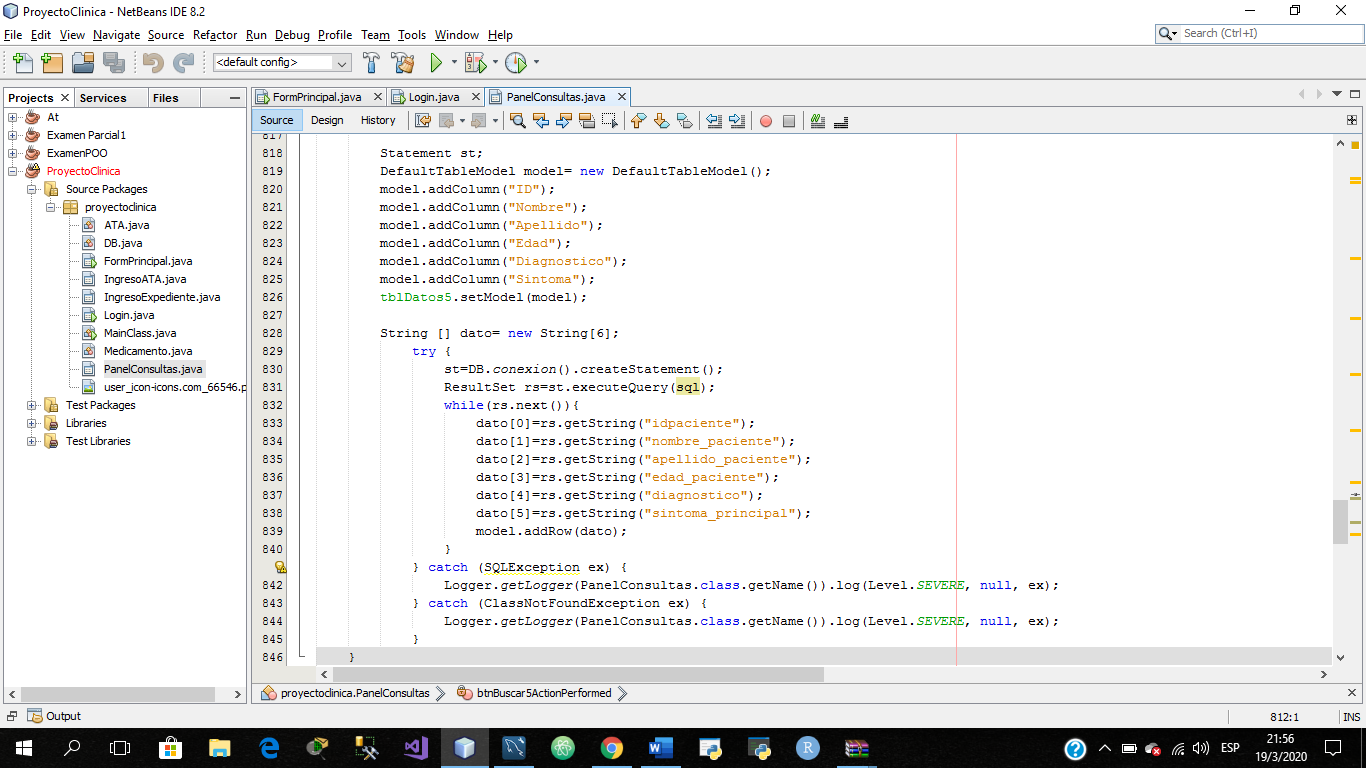 ProyectoClinica - NetBeans IDE 8.2
File Edit View Navigate Source Refactor Run Debug Profile Team Tools Window Help
Search (Ctrl+I)
<default config>
Projects Services Files
FormPrincipal.java Login.java PanelConsultas.java
Source Design History
At
Examen Parcial1
ExamenPOO
ProyectoClinica
Source Packages
proyectoclinica
ATA.java
DB.java
FormPrincipal.java
IngresoATA.java
IngresoExpediente.java
Login.java
MainClass.java
Medicamento.java
PanelConsultas.java
user_icon-icons.com_66546.p
Test Packages
Libraries
Test Libraries
817
818 Statement st;
819 DefaultTableModel model= new DefaultTableModel();
820 model.addColumn("ID");
821 model.addColumn("Nombre");
822 model.addColumn("Apellido");
823 model.addColumn("Edad");
824 model.addColumn("Diagnostico");
825 model.addColumn("Sintoma");
826 tblDatos5.setModel(model);
827
828 String [] dato= new String[6];
829 try {
830 st=DB.conexion().createStatement();
831 ResultSet rs=st.executeQuery(sql);
832 while(rs.next()){
833 dato[0]=rs.getString("idpaciente");
834 dato[1]=rs.getString("nombre_paciente");
835 dato[2]=rs.getString("apellido_paciente");
836 dato[3]=rs.getString("edad_paciente");
837 dato[4]=rs.getString("diagnostico");
838 dato[5]=rs.getString("sintoma_principal");
839 model.addRow(dato);
840 }
} catch (SQLException ex) {
842 Logger.getLogger(PanelConsultas.class.getName()).log(Level.SEVERE, null, ex);
843 } catch (ClassNotFoundException ex) {
844 Logger.getLogger(PanelConsultas.class.getName()).log(Level.SEVERE, null, ex);
845 }
846 }
proyectoclinica.PanelConsultas btnBuscar5ActionPerformed
Output
812:1 INS
ESP
21:56
19/3/2020